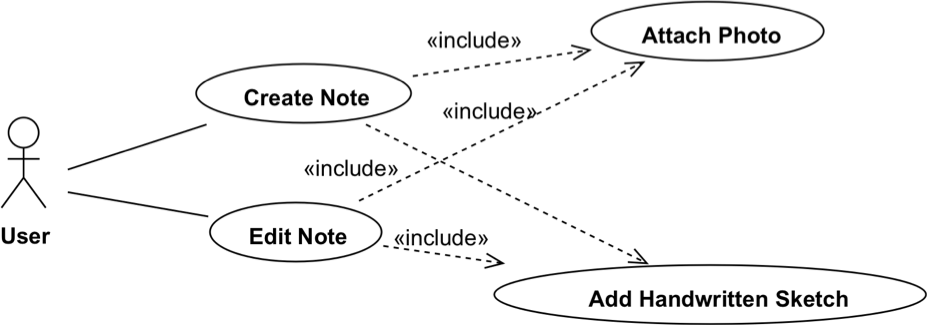 «include»
Attach Photo
Create Note
«include»
«include»
User
Edit Note
«include»
Add Handwritten Sketch